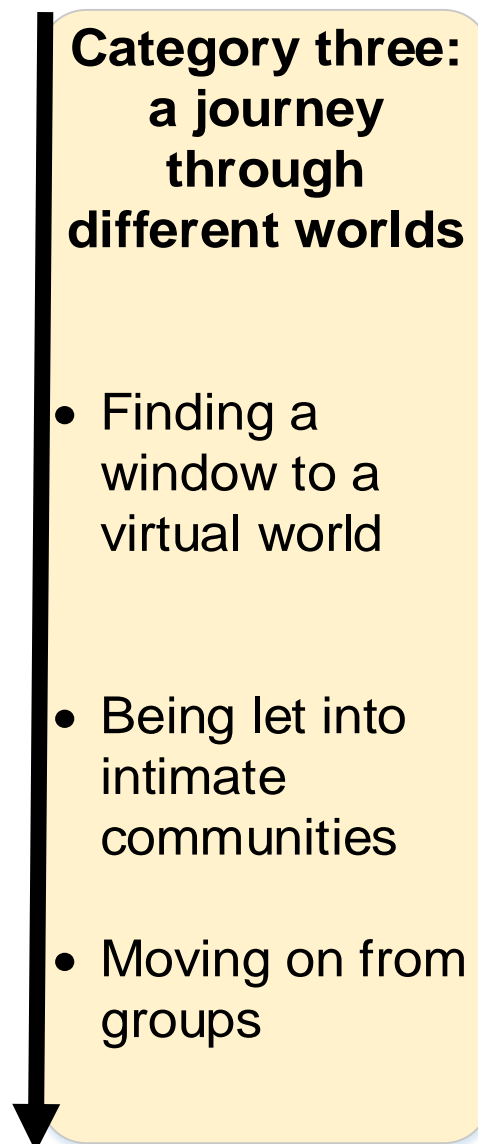 Category three:
a journey
through
different worlds
• Finding a
window to a
virtual world
• Being let into
intimate
communities
• Moving on from
groups